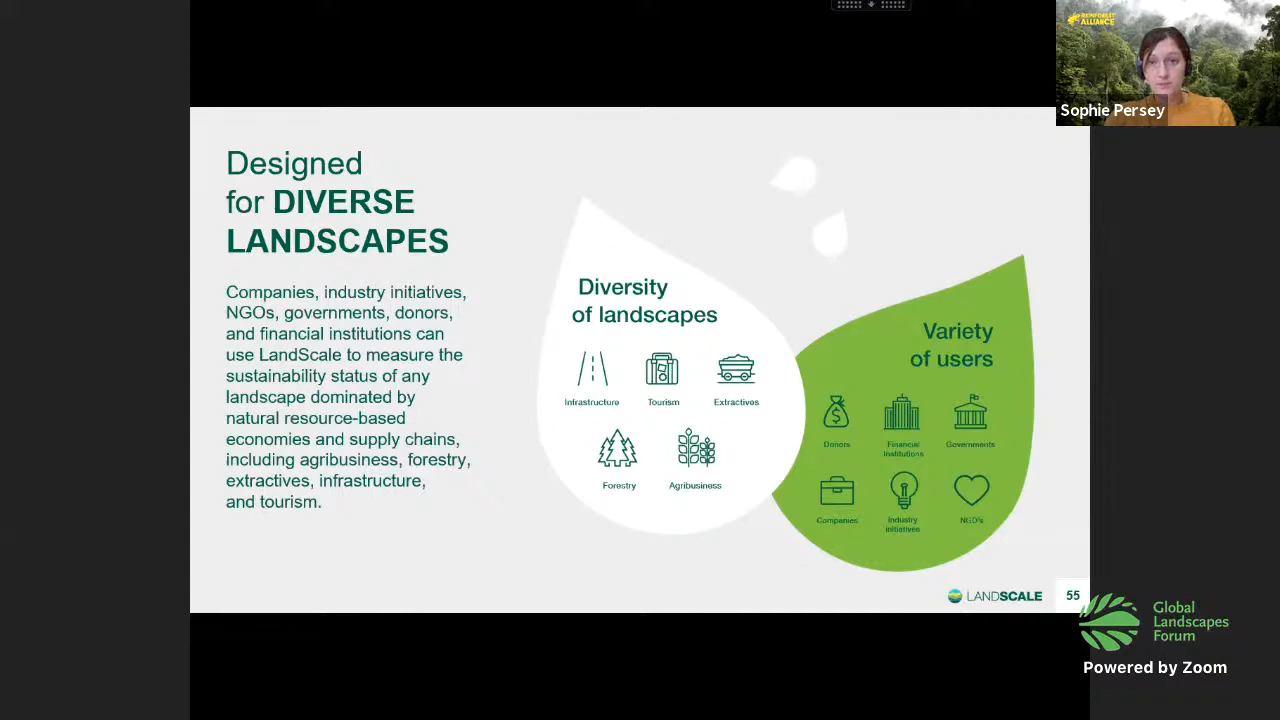 RAINFOREST
ALLIANCE
Sophie Persey
Designed
for DIVERSE
LANDSCAPES
Companies, industry initiatives,
NGOs, governments, donors,
and financial institutions can
use LandScale to measure the
sustainability status of any
landscape dominated by
natural resource-based
economies and supply chains,
including agribusiness, forestry,
extractives, infrastructure,
and tourism.
Diversity
of landscapes
Infrastructure
Tourism
Extractives
Forestry
Agribusiness
Variety
of users
Donors
Financial
Institutions
Governments
Companies
Industry
initiatives
NGO's
LANDSCALE
55
Global
Landscapes
Forum
Powered by Zoom